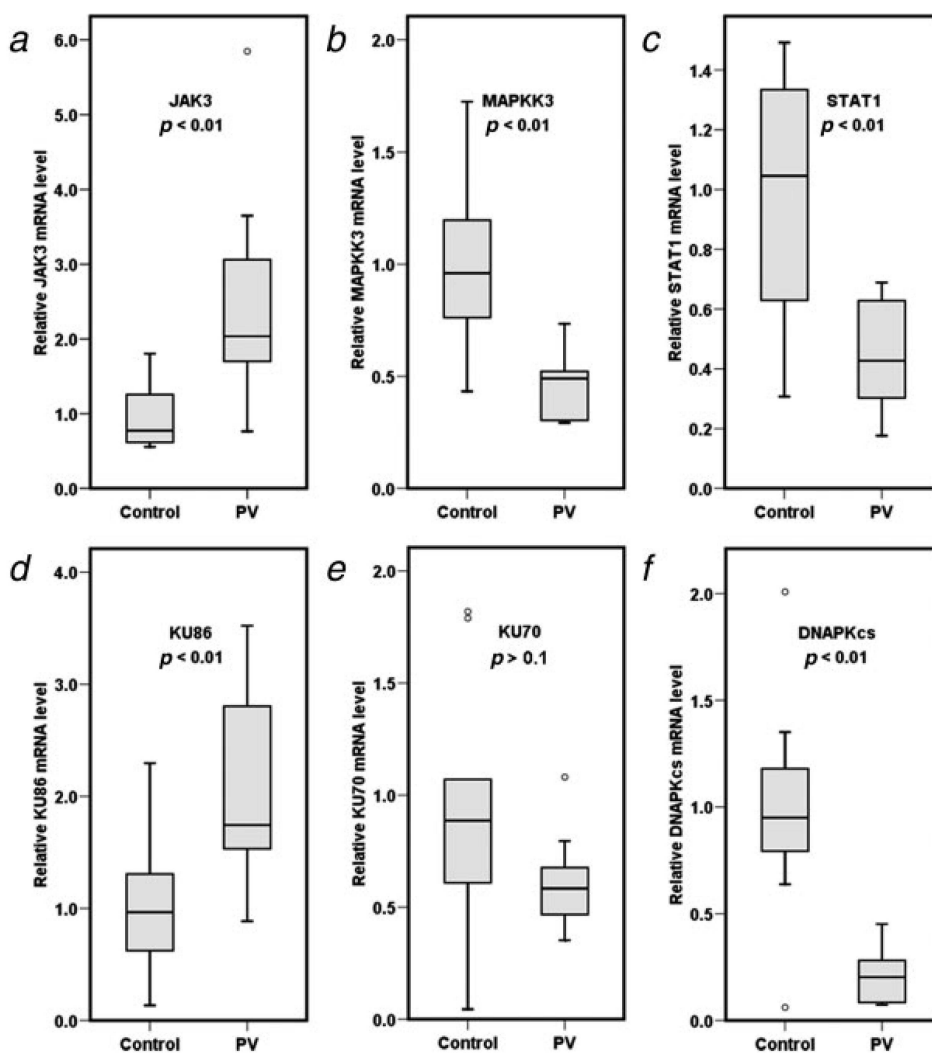 a
6.0
5.0
4.0
3.0
2.0
1.0
0.0
Relative JAK3 mRNA level
JAK3
p < 0.01
Control PV
b
2.0
1.5
1.0
0.5
0.0
Relative MAPKK3 mRNA level
MAPKK3
p < 0.01
Control PV
c
1.4
1.2
1.0
0.8
0.6
0.4
0.2
0.0
Relative STAT1 mRNA level
STAT1
p < 0.01
Control PV
d
4.0
3.0
2.0
1.0
0.0
Relative KU86 mRNA level
KU86
p < 0.01
Control PV
e
2.0
1.5
1.0
0.5
0.0
Relative KU70 mRNA level
KU70
p > 0.1
Control PV
f
2.0
1.5
1.0
0.5
0.0
Relative DNAPKcs mRNA level
DNAPKcs
p < 0.01
Control PV